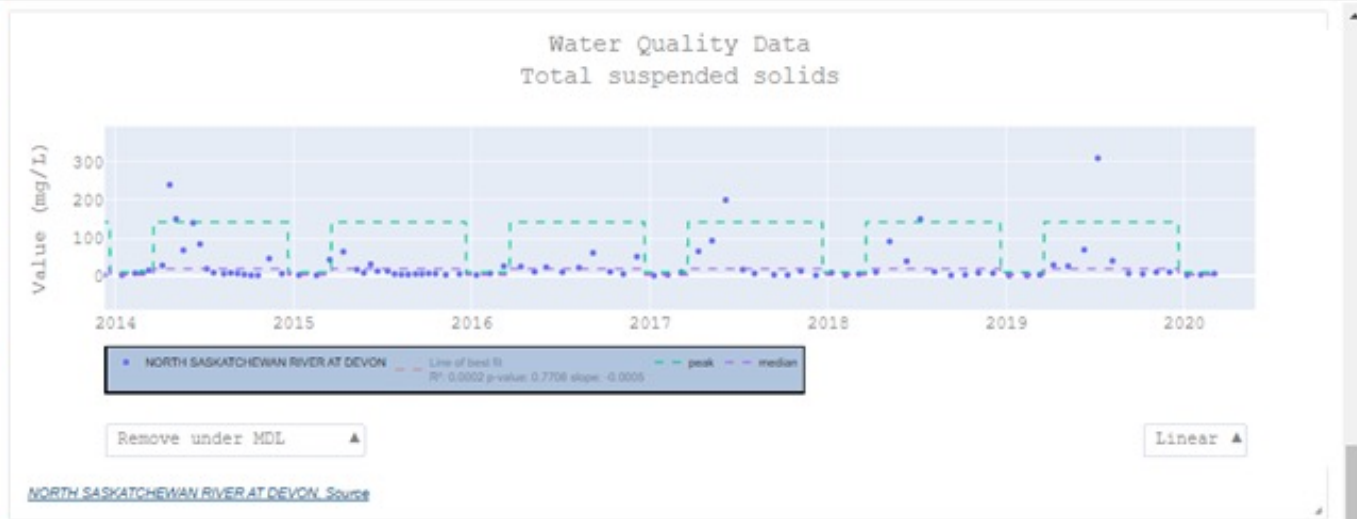 Water Quality Data
Total suspended solids
Value (mg/L)
300
200
100
0
2014 2015 2016 2017 2018 2019 2020
NORTH SASKATCHEWAN RIVER AT DEVON Line of best fit peak median
R²: 0.0002 p-value: 0.7708 slope: -0.0005
Remove under MDL ▲ Linear ▲
NORTH SASKATCHEWAN RIVER AT DEVON. Source